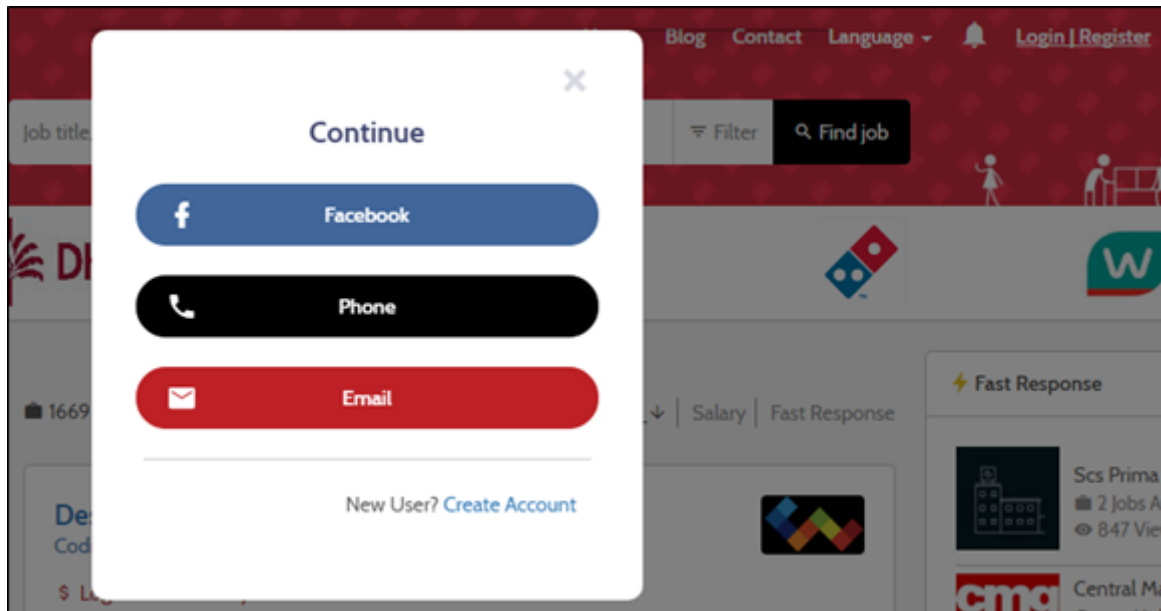 Blog Contact Language Login | Register
Job title,
Filter Find job
Continue
Facebook
Phone
Email
New User? Create Account
1669
Salary Fast Response
Fast Response
Scs Prima
2 Jobs
847
Central
cmg
W
$